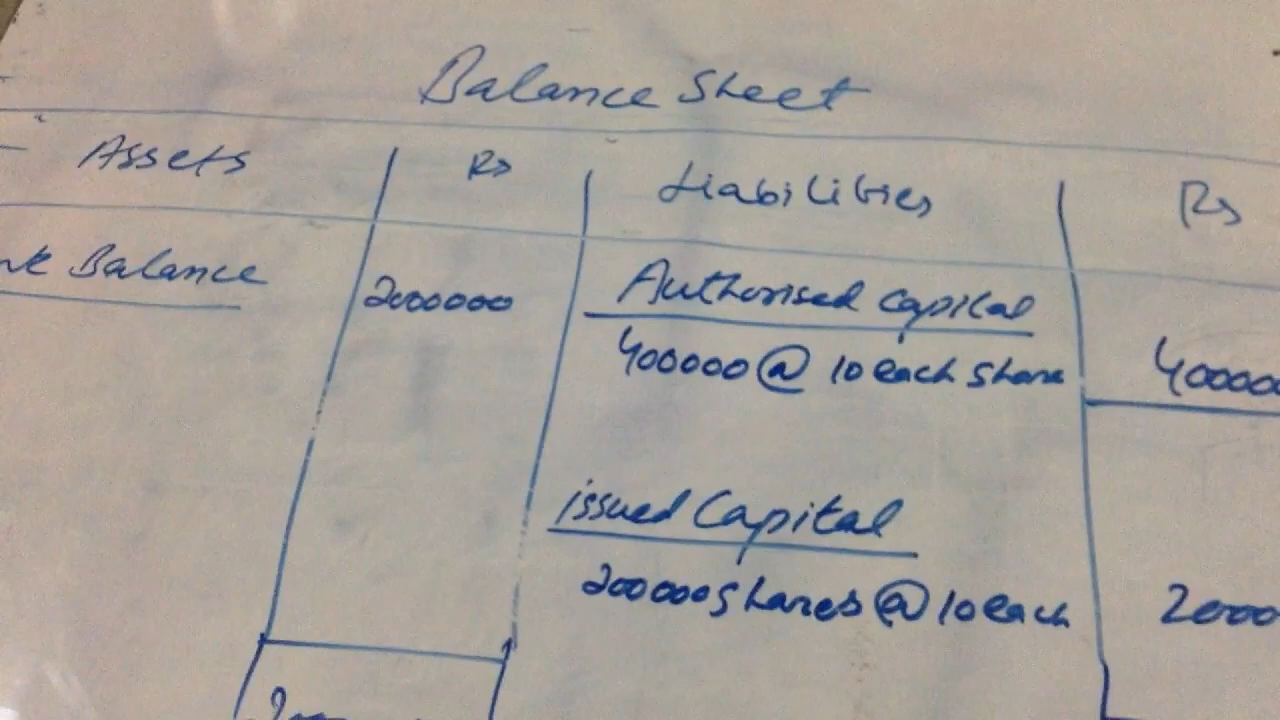 Balance Sheet
Assets Rs Liabilities Rs
Balance 2000000 Authorised Capital
400000 @ 10 each share
issued Capital
200000 shares @ 10 each